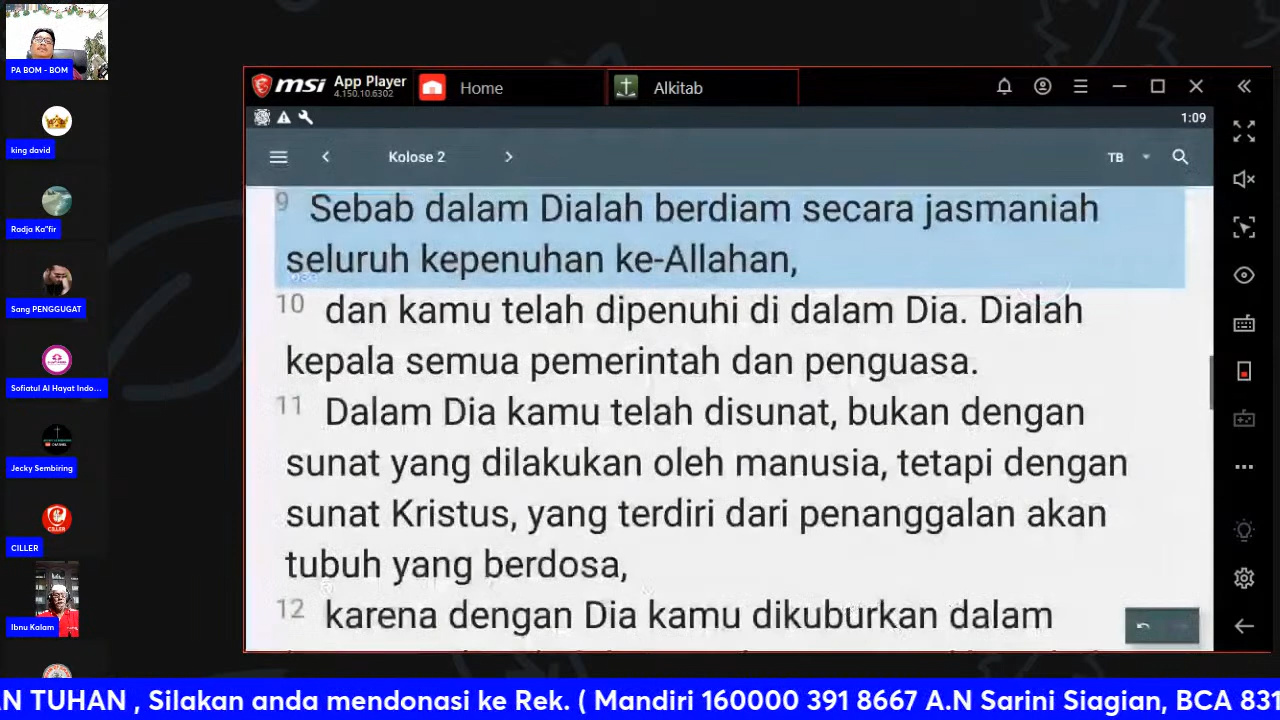 PA BOM - BOM
king david
Radja Ka"fir
Sang PENGGUGAT
Sofiatul Al Hayat Indo...
Jecky Sembiring
CILLER
CILLER
Ibnu Kalam
msi App Player
4.150.10.6302
Home
Alkitab
1:09
Kolose 2
TB
9 Sebab dalam Dialah berdiam secara jasmaniah
seluruh kepenuhan ke-Allahan,
10 dan kamu telah dipenuhi di dalam Dia. Dialah
kepala semua pemerintah dan penguasa.
11 Dalam Dia kamu telah disunat, bukan dengan
sunat yang dilakukan oleh manusia, tetapi dengan
sunat Kristus, yang terdiri dari penanggalan akan
tubuh yang berdosa,
12 karena dengan Dia kamu dikuburkan dalam
N TUHAN , Silakan anda mendonasi ke Rek. ( Mandiri 160000 391 8667 A.N Sarini Siagian, BCA 831